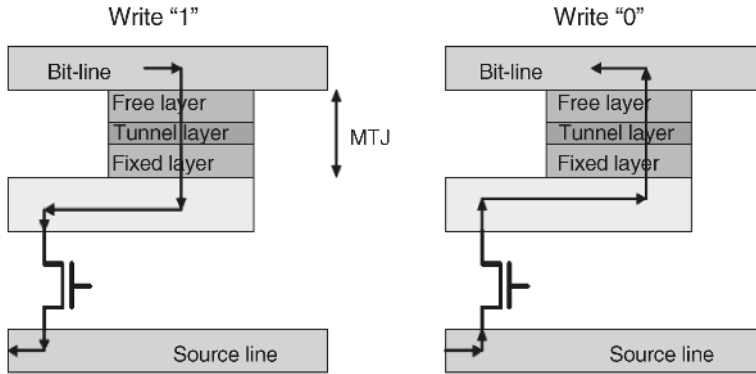 Write “1”
Bit-line
Free layer
Tunnel layer
Fixed layer
MTJ
Source line
Write “0”
Bit-line
Free layer
Tunnel layer
Fixed layer
Source line